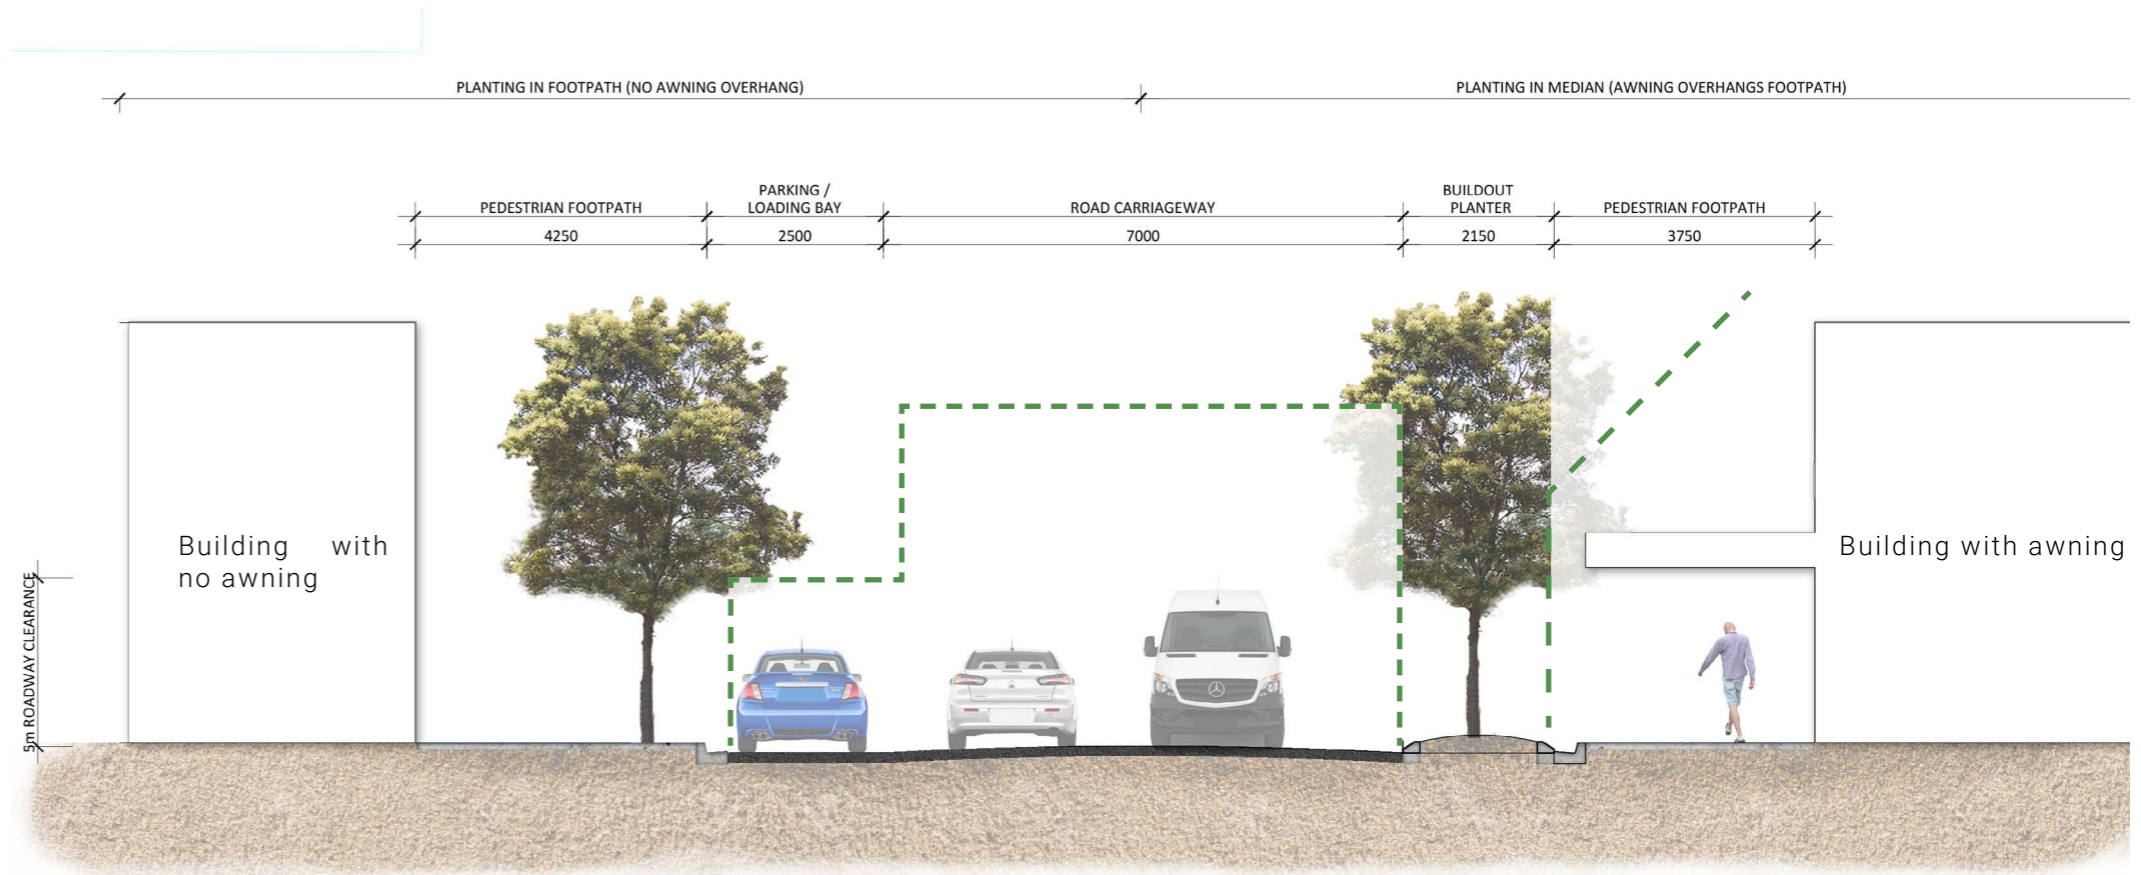 PLANTING IN FOOTPATH (NO AWNING OVERHANG)
PLANTING IN MEDIAN (AWNING OVERHANGS FOOTPATH)
PEDESTRIAN FOOTPATH
4250
PARKING /
LOADING BAY
2500
ROAD CARRIAGEWAY
7000
BUILDOUT
PLANTER
2150
PEDESTRIAN FOOTPATH
3750
Building with
no awning
Building with awning
5m ROADWAY CLEARANCE